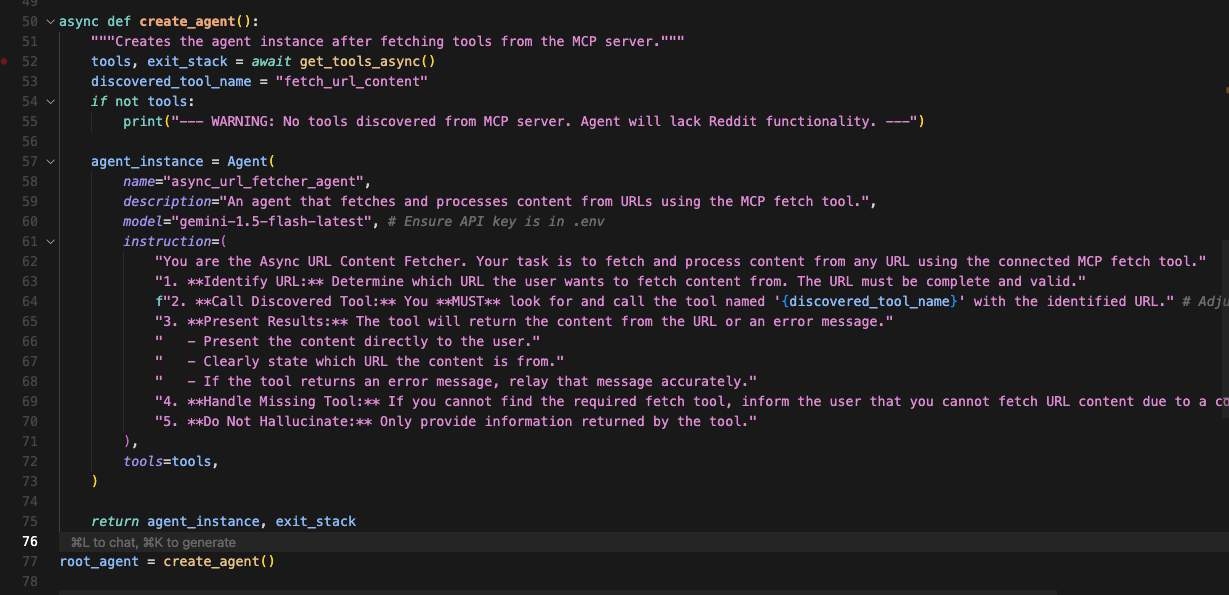 49
50 async def create_agent():
51 """Creates the agent instance after fetching tools from the MCP server."""
52 tools, exit_stack = await get_tools_async()
53 discovered_tool_name = "fetch_url_content"
54 if not tools:
55 print("--- WARNING: No tools discovered from MCP server. Agent will lack Reddit functionality. ---")
56
57 agent_instance = Agent(
58 name="async_url_fetcher_agent",
59 description="An agent that fetches and processes content from URLs using the MCP fetch tool.",
60 model="gemini-1.5-flash-latest", # Ensure API key is in .env
61 instruction=(
62 "You are the Async URL Content Fetcher. Your task is to fetch and process content from any URL using the connected MCP fetch tool."
63 "1. **Identify URL:** Determine which URL the user wants to fetch content from. The URL must be complete and valid."
64 f"2. **Call Discovered Tool:** You **MUST** look for and call the tool named '{discovered_tool_name}' with the identified URL." # Adju
65 "3. **Present Results:** The tool will return the content from the URL or an error message."
66 "   - Present the content directly to the user."
67 "   - Clearly state which URL the content is from."
68 "   - If the tool returns an error message, relay that message accurately."
69 "4. **Handle Missing Tool:** If you cannot find the required fetch tool, inform the user that you cannot fetch URL content due to a co
70 "5. **Do Not Hallucinate:** Only provide information returned by the tool."
71 ),
72 tools=tools,
73 )
74
75 return agent_instance, exit_stack
76 ⌘L to chat, ⌘K to generate
77 root_agent = create_agent()
78